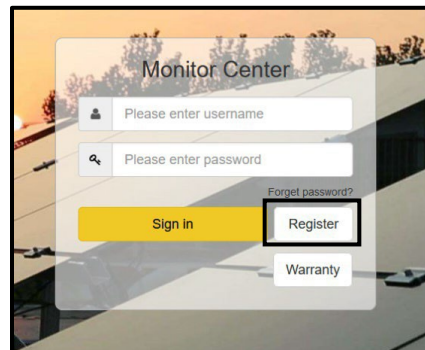 Monitor Center
Please enter username
Please enter password
Forget password?
Sign in
Register
Warranty